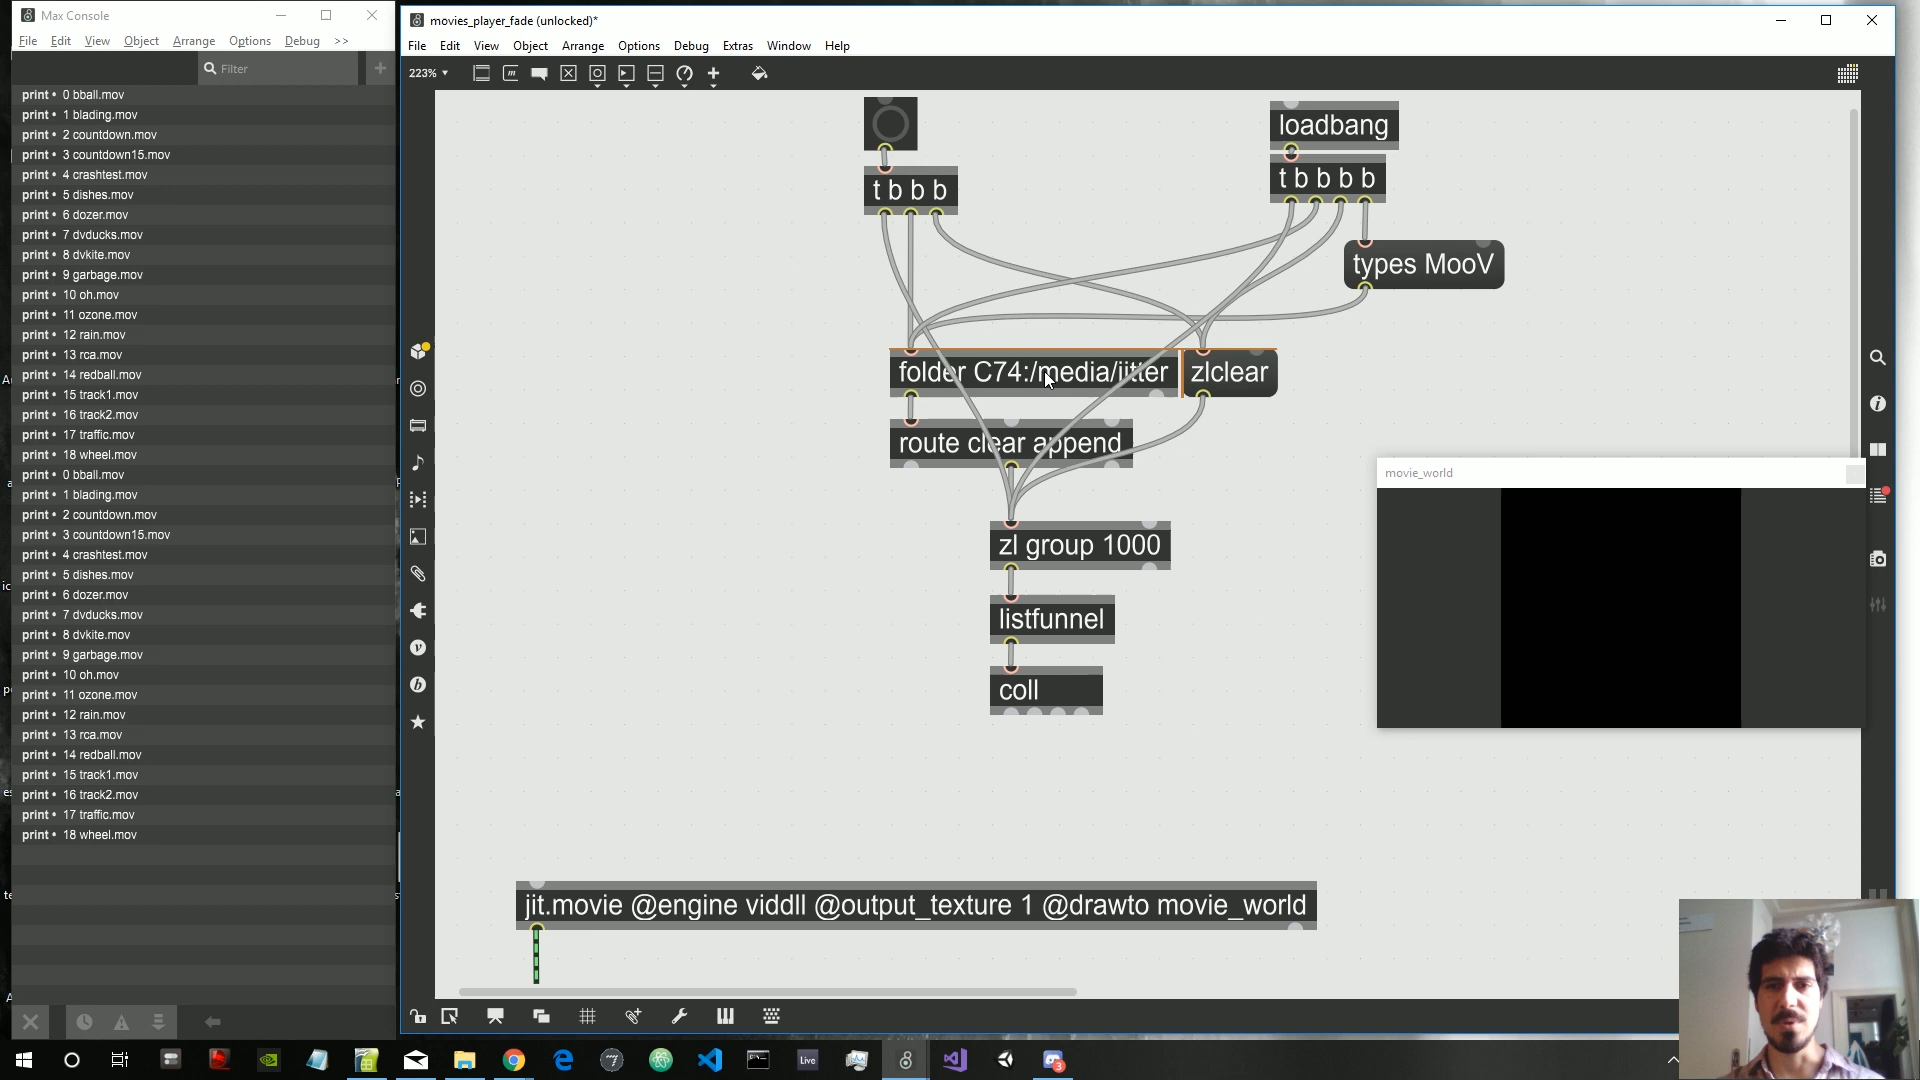 Max Console
File Edit View Object Arrange Options Debug >>
Filter
print • 0 bball.mov
print • 1 blading.mov
print • 2 countdown.mov
print • 3 countdown15.mov
print • 4 crashtest.mov
print • 5 dishes.mov
print • 6 dozer.mov
print • 7 dvducks.mov
print • 8 dvkite.mov
print • 9 garbage.mov
print • 10 oh.mov
print • 11 ozone.mov
print • 12 rain.mov
print • 13 rca.mov
print • 14 redball.mov
print • 15 track1.mov
print • 16 track2.mov
print • 17 traffic.mov
print • 18 wheel.mov
print • 0 bball.mov
print • 1 blading.mov
print • 2 countdown.mov
print • 3 countdown15.mov
print • 4 crashtest.mov
print • 5 dishes.mov
print • 6 dozer.mov
print • 7 dvducks.mov
print • 8 dvkite.mov
print • 9 garbage.mov
print • 10 oh.mov
print • 11 ozone.mov
print • 12 rain.mov
print • 13 rca.mov
print • 14 redball.mov
print • 15 track1.mov
print • 16 track2.mov
print • 17 traffic.mov
print • 18 wheel.mov
movies_player_fade (unlocked)*
File Edit View Object Arrange Options Debug Extras Window Help
223%
loadbang
t b b b
t b b b b
types MooV
folder C74:/media/jitter
zlclear
route clear append
movie_world
zl group 1000
listfunnel
coll
jit.movie @engine viddll @output_texture 1 @drawto movie_world
Live
3